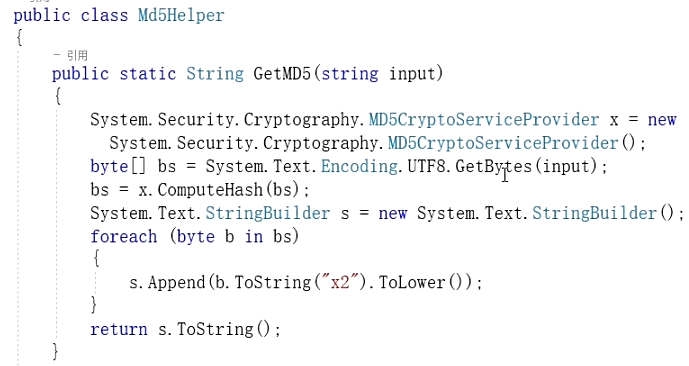 public class Md5Helper
{
一 引用
public static String GetMD5(string input)
{
System.Security.Cryptography.MD5CryptoServiceProvider x = new
System.Security.Cryptography.MD5CryptoServiceProvider();
byte[] bs = System.Text.Encoding.UTF8.GetBytes(input);
bs = x.ComputeHash(bs);
System.Text.StringBuilder s = new System.Text.StringBuilder();
foreach (byte b in bs)
{
s.Append(b.ToString("x2").ToLower());
}
return s.ToString();
}